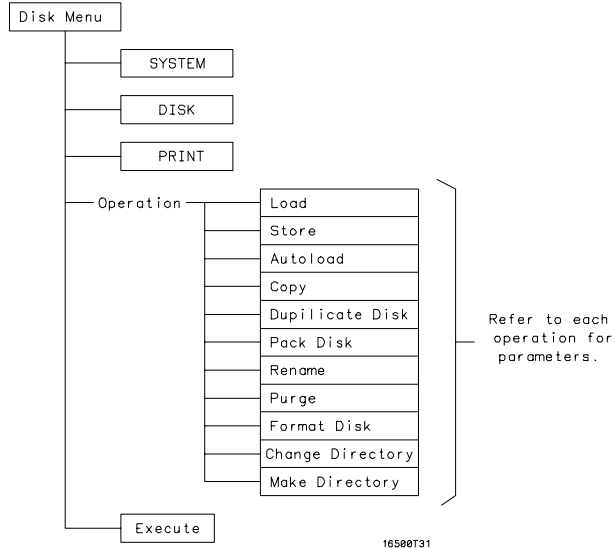 Disk Menu
SYSTEM
DISK
PRINT
Operation
Load
Store
Autoload
Copy
Dupilicate Disk
Pack Disk
Rename
Purge
Format Disk
Change Directory
Make Directory
Refer to each
operation for
parameters.
Execute
16500T31